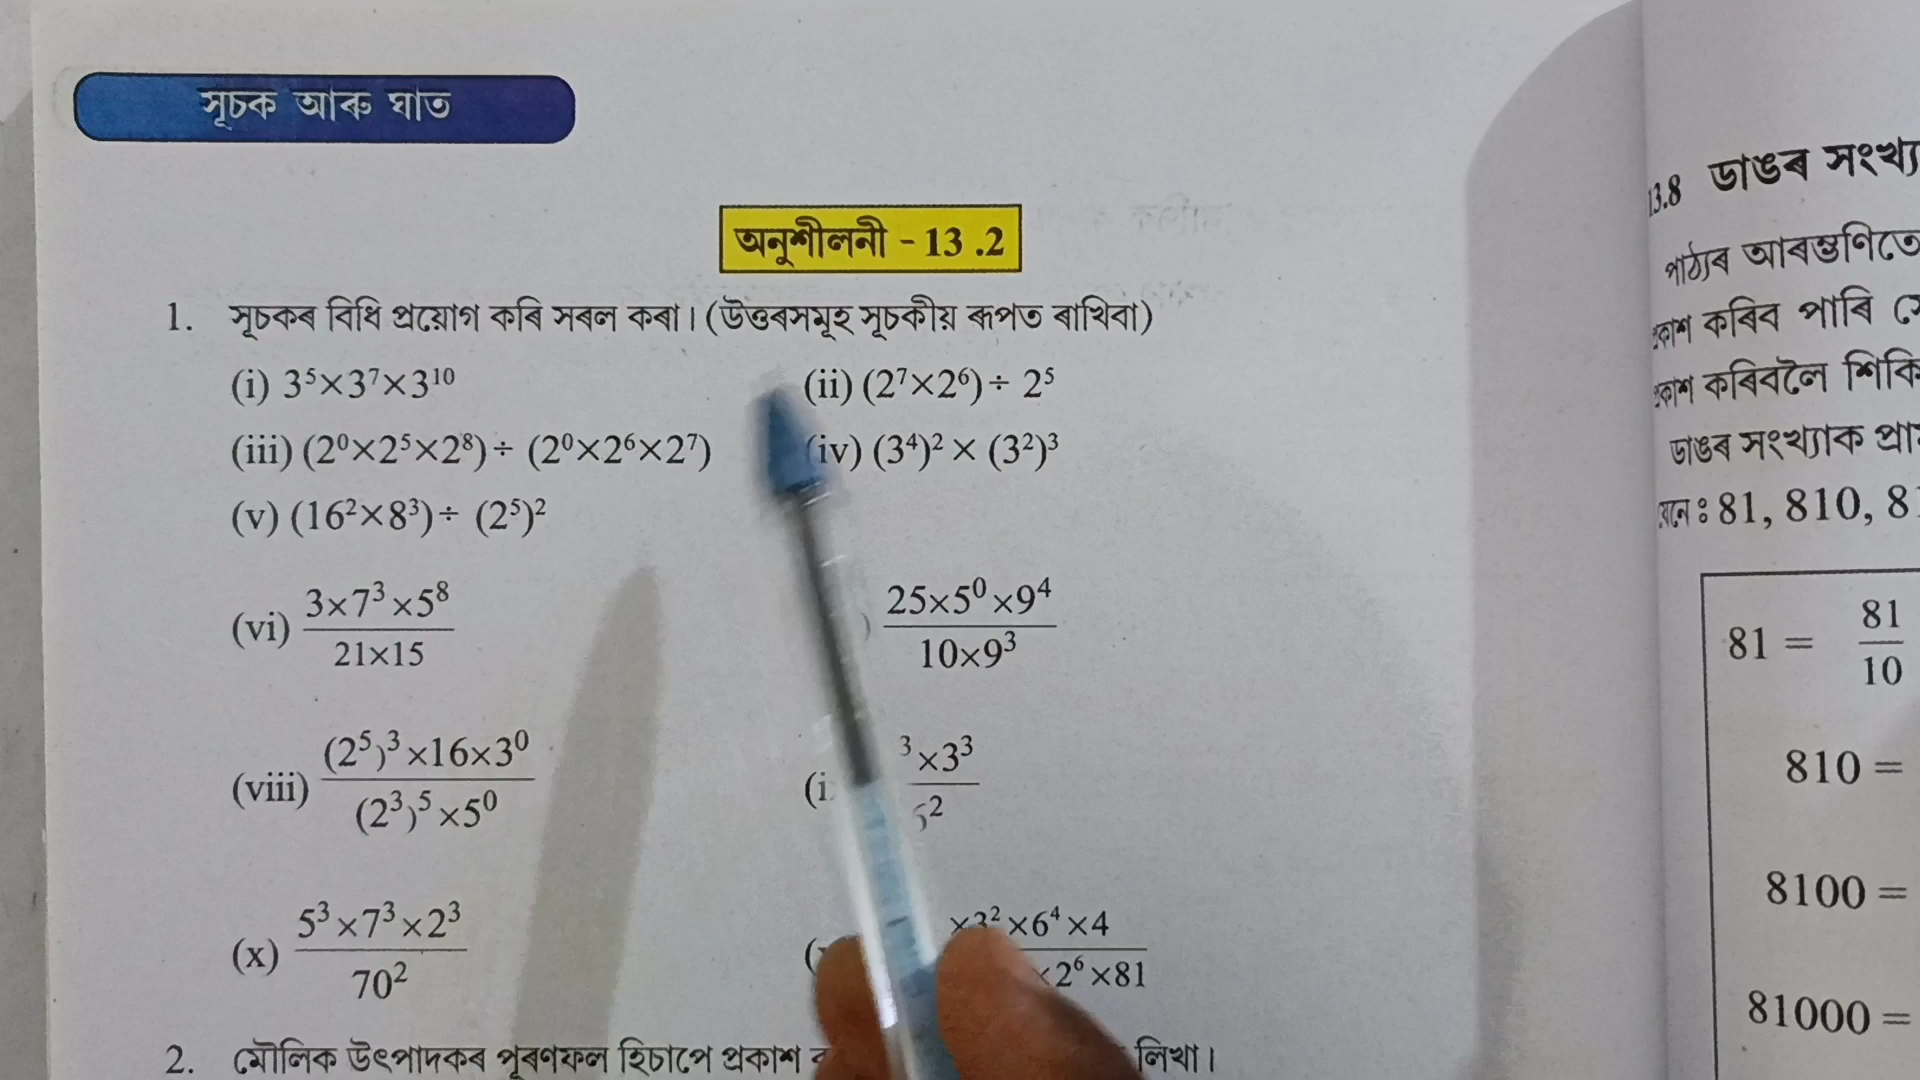 সূচক আৰু ঘাত
অনুশীলনী - 13 .2
1. সূচকৰ বিধি প্ৰয়োগ কৰি সৰল কৰা। (উত্তৰসমূহ সূচকীয় ৰূপত ৰাখিবা)
(i) 3⁵×3⁷×3¹⁰ (ii) (2⁷×2⁶)÷ 2⁵
(iii) (2⁰×2⁵×2⁸)÷ (2⁰×2⁶×2⁷) (iv) (3⁴)² × (3²)³
(v) (16²×8³)÷ (2⁵)²
(vi) 3×7³×5⁸ / 21×15 25×5⁰×9⁴ / 10×9³
(viii) (2⁵)³×16×3⁰ / (2³)⁵×5⁰ ×3³
(x) 5³×7³×2³ / 70² ×6⁴×4 / ×2⁶×81
2. মৌলিক উৎপাদকৰ পূৰণফল হিচাপে প্ৰকাশ লিখা।
13.8 ডাঙৰ
পাঠ্যৰ আৰম্ভণিতে
কৰিব পাৰি
কৰিবলৈ
ডাঙৰ সংখ্যাক
81, 810,
81 = 81 / 10
810 =
8100 =
81000 =